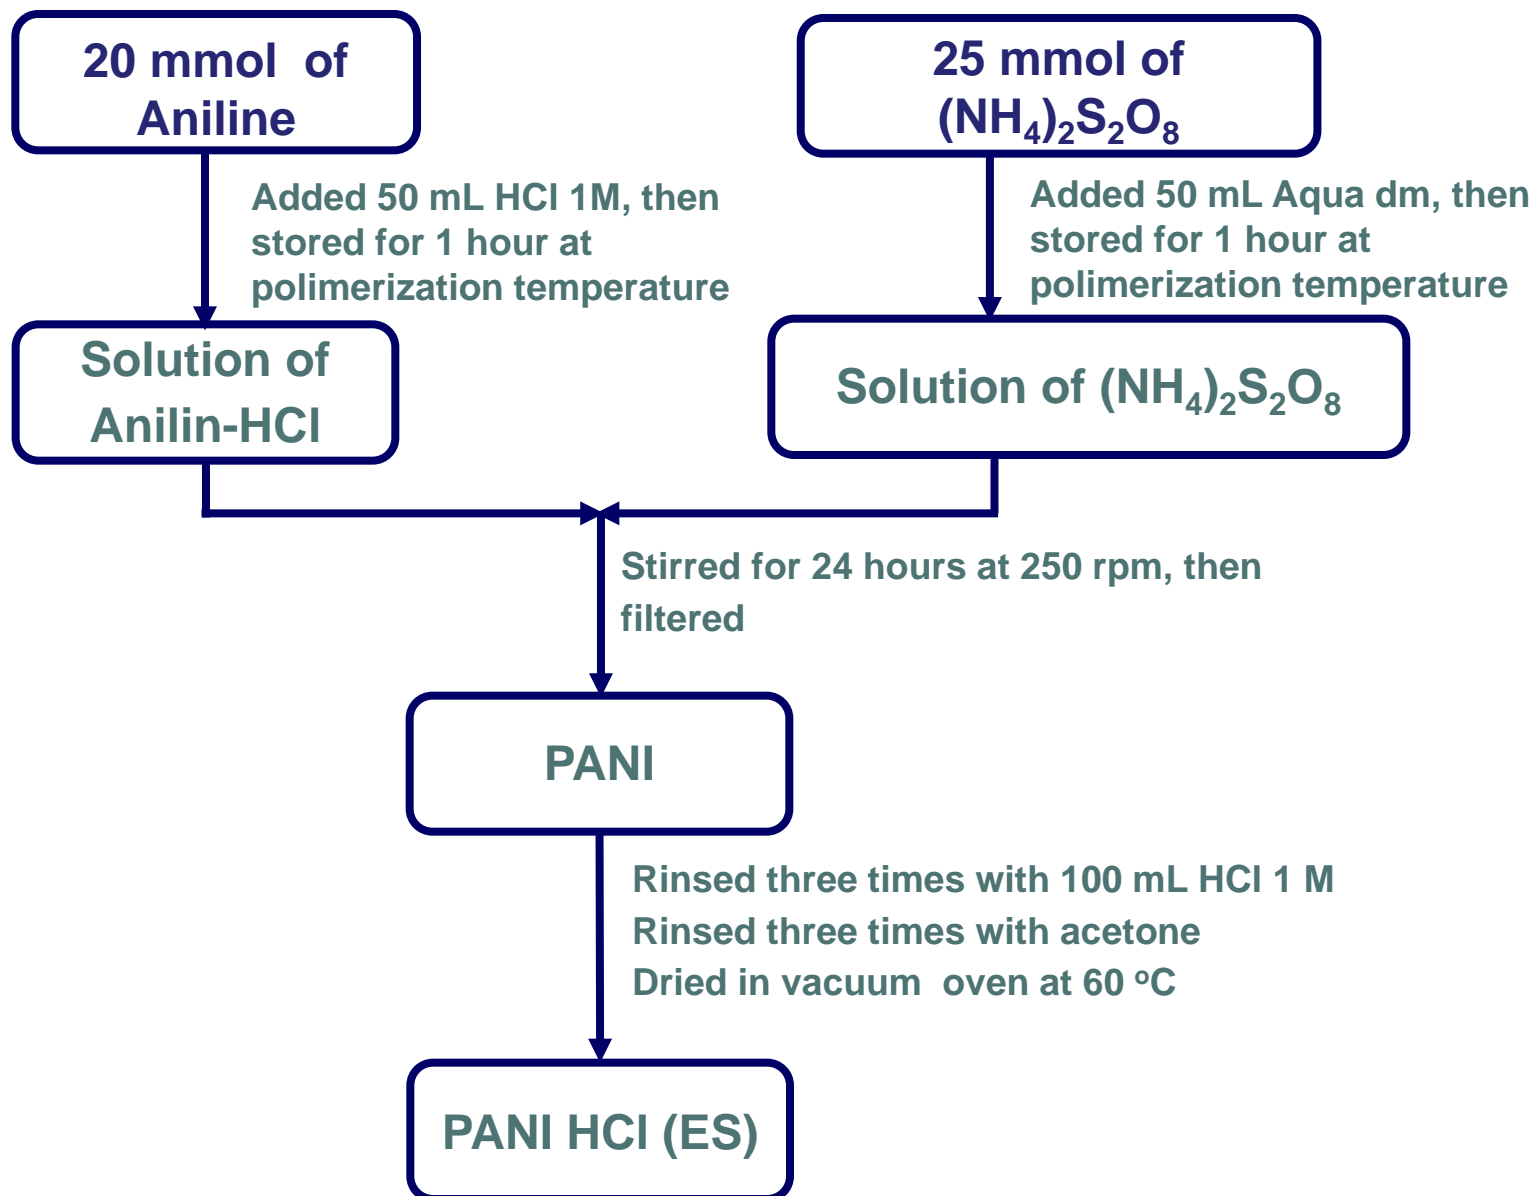 20 mmol of
Aniline
25 mmol of
(NH₄)₂S₂O₈
Added 50 mL HCl 1M, then
stored for 1 hour at
polimerization temperature
Added 50 mL Aqua dm, then
stored for 1 hour at
polimerization temperature
Solution of
Anilin-HCl
Solution of (NH₄)₂S₂O₈
Stirred for 24 hours at 250 rpm, then
filtered
PANI
Rinsed three times with 100 mL HCl 1 M
Rinsed three times with acetone
Dried in vacuum oven at 60 ᵒC
PANI HCl (ES)